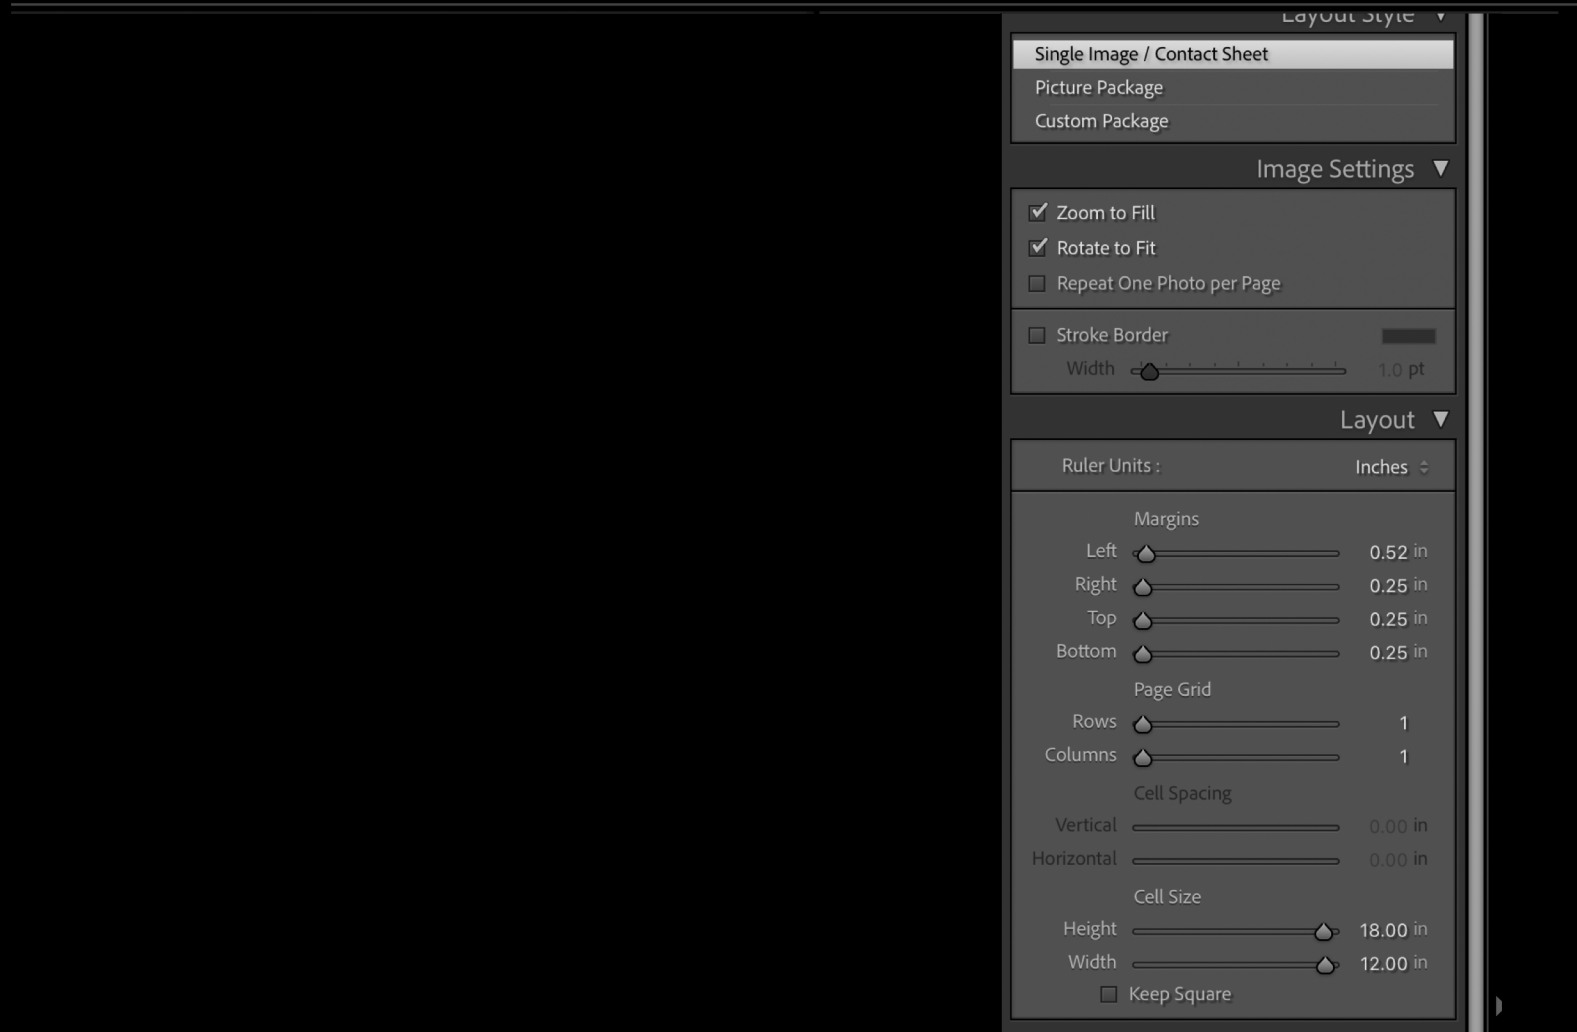 Layout Style
Single Image / Contact Sheet
Picture Package
Custom Package
Image Settings
Zoom to Fill
Rotate to Fit
Repeat One Photo per Page
Stroke Border
Width 1.0 pt
Layout
Ruler Units : Inches
Margins
Left 0.52 in
Right 0.25 in
Top 0.25 in
Bottom 0.25 in
Page Grid
Rows 1
Columns 1
Cell Spacing
Vertical 0.00 in
Horizontal 0.00 in
Cell Size
Height 18.00 in
Width 12.00 in
Keep Square